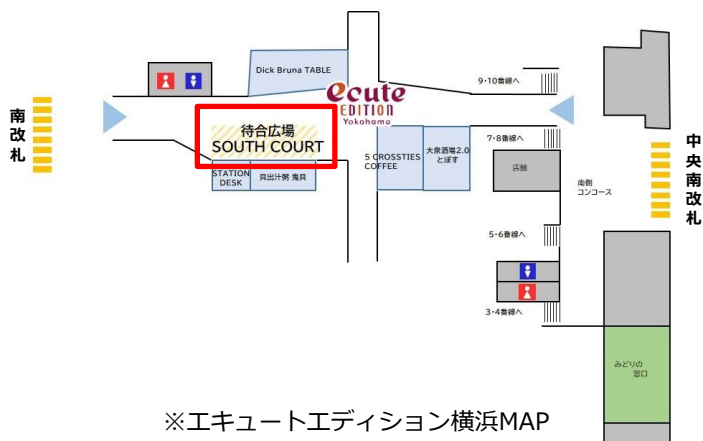 Dick Bruna TABLE
9・10番線へ
ecute
EDITION
Yokohama
南改札
待合広場
SOUTH COURT
7・8番線へ
中央南改札
5 CROSSTIES
COFFEE
大衆酒場2.0
とぽす
店舗
STATION
DESK
貝出汁粥 鬼貝
南側
コンコース
5・6番線へ
3・4番線へ
みどりの
窓口
※エキュートエディション横浜MAP